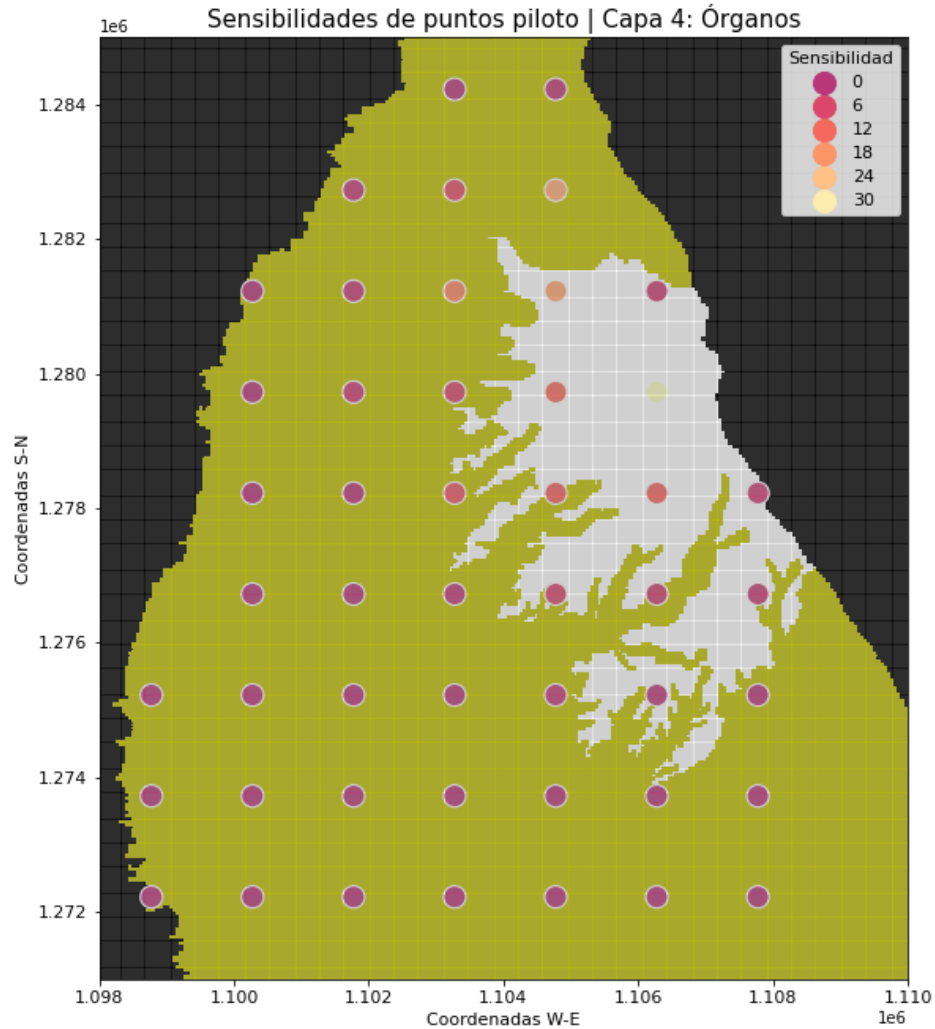 Sensibilidades de puntos piloto | Capa 4: Órganos
1e6
Sensibilidad
0
6
12
18
24
30
1.284
1.282
1.280
1.278
1.276
1.274
1.272
Coordenadas S-N
1.098 1.100 1.102 1.104 1.106 1.108 1.110
Coordenadas W-E
1e6